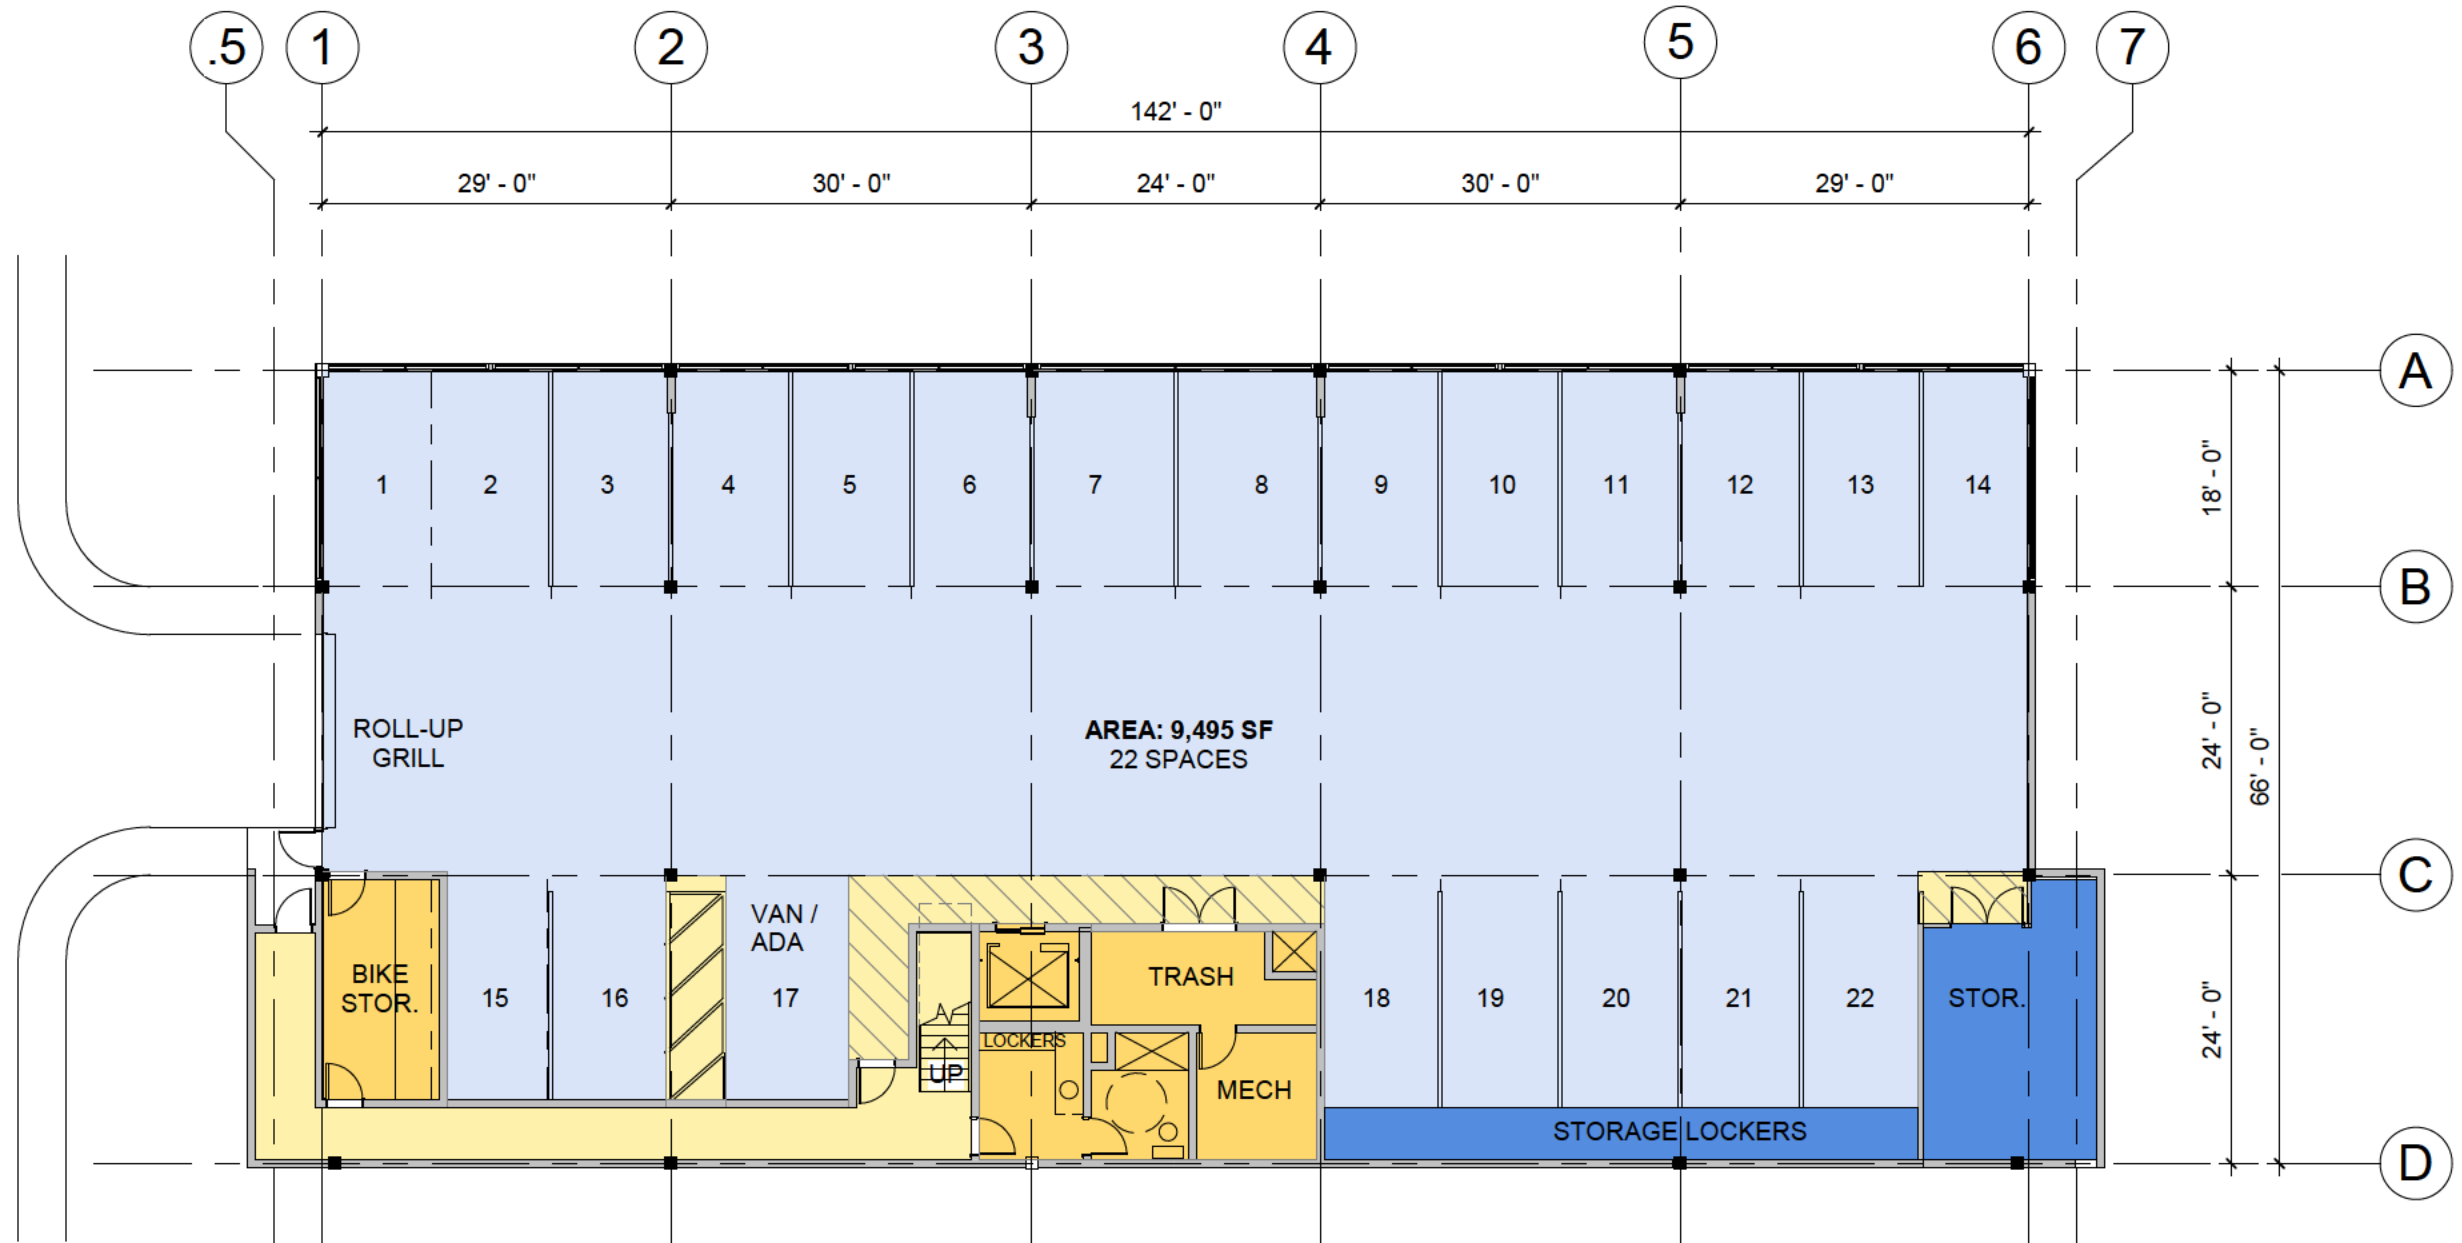 .5
1
2
3
4
5
6
7
142' - 0"
29' - 0"
30' - 0"
24' - 0"
30' - 0"
29' - 0"
A
18' - 0"
1
2
3
4
5
6
7
8
9
10
11
12
13
14
B
ROLL-UP
GRILL
AREA: 9,495 SF
22 SPACES
24' - 0"
66' - 0"
C
VAN /
ADA
BIKE
STOR.
15
16
17
TRASH
18
19
20
21
22
STOR.
24' - 0"
LOCKERS
UP
MECH
STORAGE LOCKERS
D